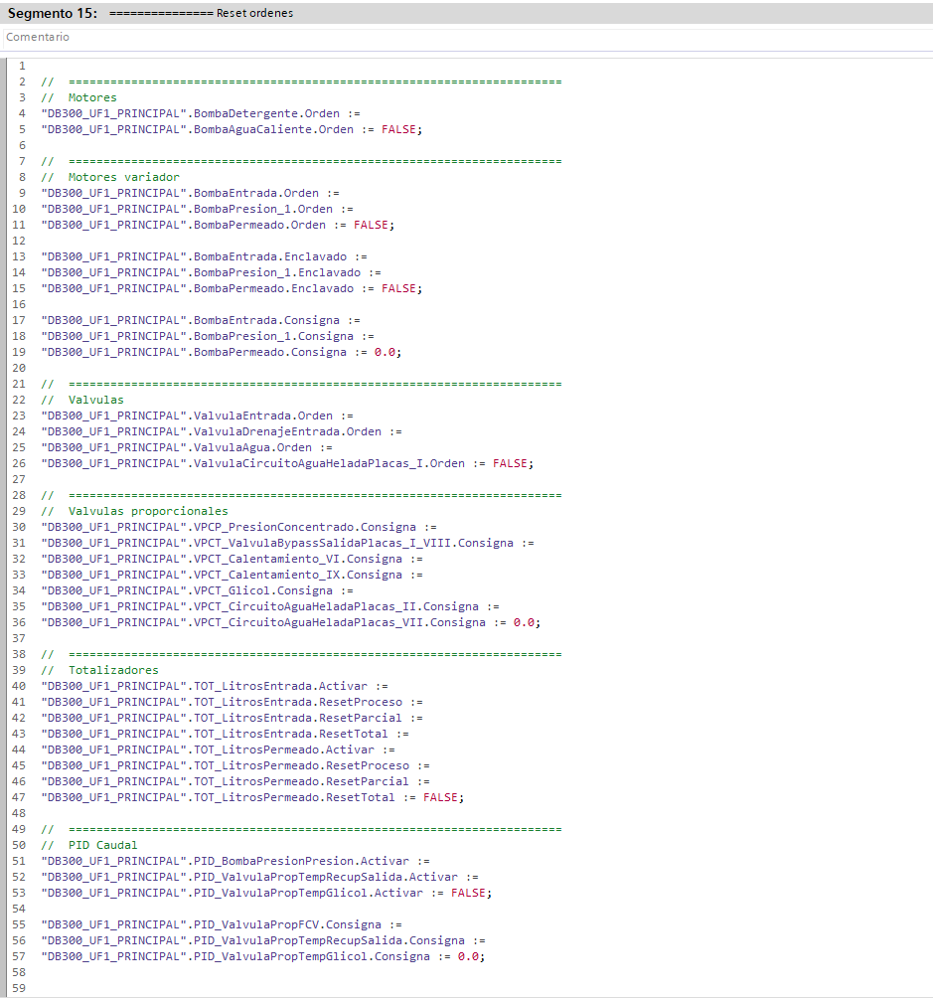 Segmento 15: =============== Reset ordenes
Comentario
1
2 // =======================================================================
3 // Motores
4 "DB300_UF1_PRINCIPAL".BombaDetergente.Orden :=
5 "DB300_UF1_PRINCIPAL".BombaAguaCaliente.Orden := FALSE;
6
7 // =======================================================================
8 // Motores variador
9 "DB300_UF1_PRINCIPAL".BombaEntrada.Orden :=
10 "DB300_UF1_PRINCIPAL".BombaPresion_1.Orden :=
11 "DB300_UF1_PRINCIPAL".BombaPermeado.Orden := FALSE;
12
13 "DB300_UF1_PRINCIPAL".BombaEntrada.Enclavado :=
14 "DB300_UF1_PRINCIPAL".BombaPresion_1.Enclavado :=
15 "DB300_UF1_PRINCIPAL".BombaPermeado.Enclavado := FALSE;
16
17 "DB300_UF1_PRINCIPAL".BombaEntrada.Consigna :=
18 "DB300_UF1_PRINCIPAL".BombaPresion_1.Consigna :=
19 "DB300_UF1_PRINCIPAL".BombaPermeado.Consigna := 0.0;
20
21 // =======================================================================
22 // Valvulas
23 "DB300_UF1_PRINCIPAL".ValvulaEntrada.Orden :=
24 "DB300_UF1_PRINCIPAL".ValvulaDrenajeEntrada.Orden :=
25 "DB300_UF1_PRINCIPAL".ValvulaAgua.Orden :=
26 "DB300_UF1_PRINCIPAL".ValvulaCircuitoAguaHeladaPlacas_I.Orden := FALSE;
27
28 // =======================================================================
29 // Valvulas proporcionales
30 "DB300_UF1_PRINCIPAL".VPCP_PresionConcentrado.Consigna :=
31 "DB300_UF1_PRINCIPAL".VPCT_ValvulaBypassSalidaPlacas_I_VIII.Consigna :=
32 "DB300_UF1_PRINCIPAL".VPCT_Calentamiento_VI.Consigna :=
33 "DB300_UF1_PRINCIPAL".VPCT_Calentamiento_IX.Consigna :=
34 "DB300_UF1_PRINCIPAL".VPCT_Glicol.Consigna :=
35 "DB300_UF1_PRINCIPAL".VPCT_CircuitoAguaHeladaPlacas_II.Consigna :=
36 "DB300_UF1_PRINCIPAL".VPCT_CircuitoAguaHeladaPlacas_VII.Consigna := 0.0;
37
38 // =======================================================================
39 // Totalizadores
40 "DB300_UF1_PRINCIPAL".TOT_LitrosEntrada.Activar :=
41 "DB300_UF1_PRINCIPAL".TOT_LitrosEntrada.ResetProceso :=
42 "DB300_UF1_PRINCIPAL".TOT_LitrosEntrada.ResetParcial :=
43 "DB300_UF1_PRINCIPAL".TOT_LitrosEntrada.ResetTotal :=
44 "DB300_UF1_PRINCIPAL".TOT_LitrosPermeado.Activar :=
45 "DB300_UF1_PRINCIPAL".TOT_LitrosPermeado.ResetProceso :=
46 "DB300_UF1_PRINCIPAL".TOT_LitrosPermeado.ResetParcial :=
47 "DB300_UF1_PRINCIPAL".TOT_LitrosPermeado.ResetTotal := FALSE;
48
49 // =======================================================================
50 // PID Caudal
51 "DB300_UF1_PRINCIPAL".PID_BombaPresionPresion.Activar :=
52 "DB300_UF1_PRINCIPAL".PID_ValvulaPropTempRecupSalida.Activar :=
53 "DB300_UF1_PRINCIPAL".PID_ValvulaPropTempGlicol.Activar := FALSE;
54
55 "DB300_UF1_PRINCIPAL".PID_ValvulaPropFCV.Consigna :=
56 "DB300_UF1_PRINCIPAL".PID_ValvulaPropTempRecupSalida.Consigna :=
57 "DB300_UF1_PRINCIPAL".PID_ValvulaPropTempGlicol.Consigna := 0.0;
58
59